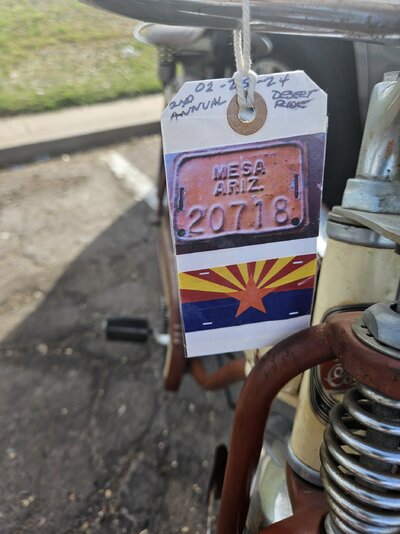 02-25-24
2ND ANNUAL DESERT RIDE
MESA
ARIZ.
20718